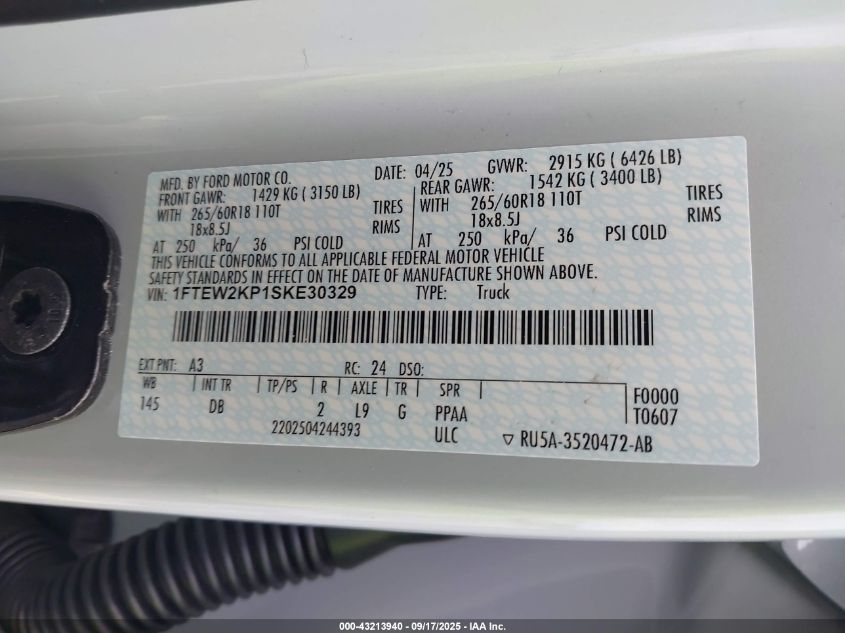 MFD. BY FORD MOTOR CO. DATE: 04/25 GVWR: 2915 KG ( 6426 LB)
FRONT GAWR: 1429 KG ( 3150 LB) REAR GAWR: 1542 KG ( 3400 LB)
WITH 265/60R18 110T TIRES WITH 265/60R18 110T TIRES
18x8.5J RIMS 18x8.5J RIMS
AT 250 kPa/ 36 PSI COLD AT 250 kPa/ 36 PSI COLD
THIS VEHICLE CONFORMS TO ALL APPLICABLE FEDERAL MOTOR VEHICLE
SAFETY STANDARDS IN EFFECT ON THE DATE OF MANUFACTURE SHOWN ABOVE.
VIN: 1FTEW2KP1SKE30329 TYPE: Truck
EXT PNT: A3 RC: 24 DSO:
WB INT TR TP/PS R AXLE TR SPR F0000
145 DB 2 L9 G PPAA T0607
2202504244393 ULC ▽ RU5A-3520472-AB
000-43213940 - 09/17/2025 - IAA Inc.